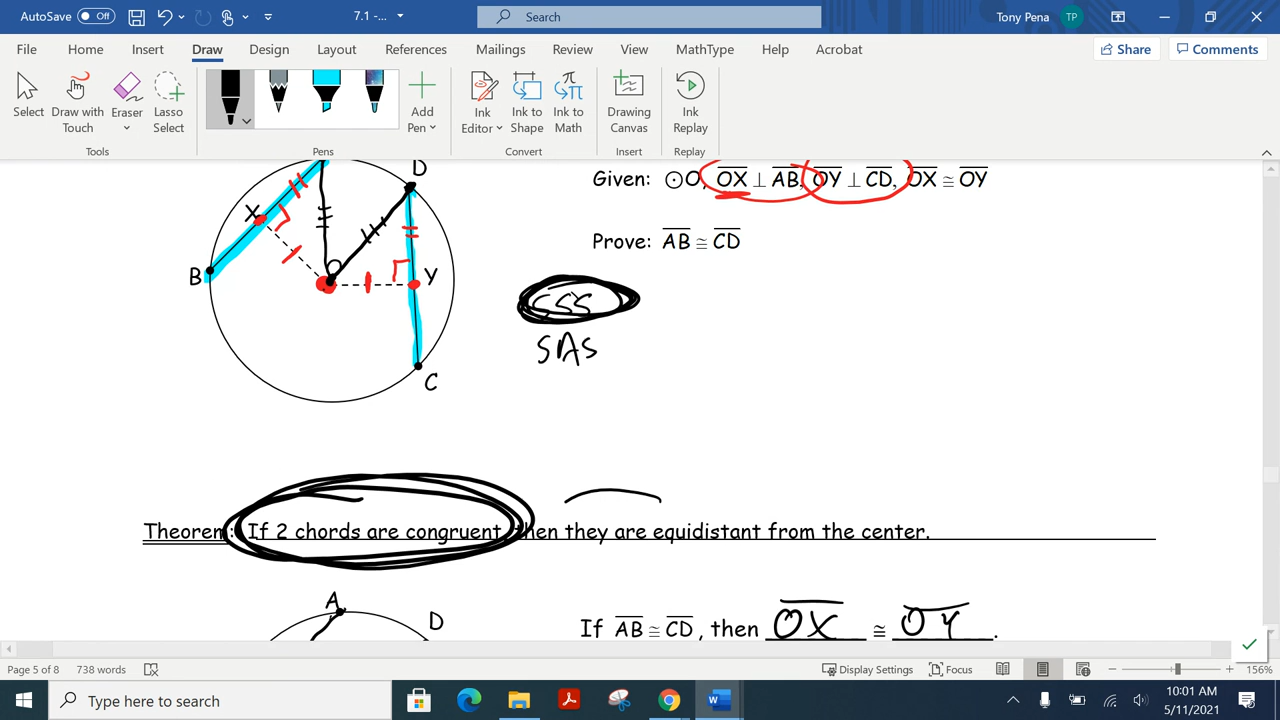 AutoSave Off 7.1 -... Search Tony Pena TP
File Home Insert Draw Design Layout References Mailings Review View MathType Help Acrobat Share Comments
Select Draw with Touch Eraser Lasso Select Add Pen Ink Editor Ink to Shape Ink to Math Drawing Canvas Ink Replay
Tools Pens Convert Insert Replay
D
Given: ⊙O, OX ⊥ AB, OY ⊥ CD, OX ≅ OY
X
Prove: AB ≅ CD
O
B Y
SAS
C
Theorem: If 2 chords are congruent, then they are equidistant from the center.
A
D
If AB ≅ CD, then OX ≅ OY.
Page 5 of 8 738 words Display Settings Focus 156%
Type here to search 10:01 AM
5/11/2021